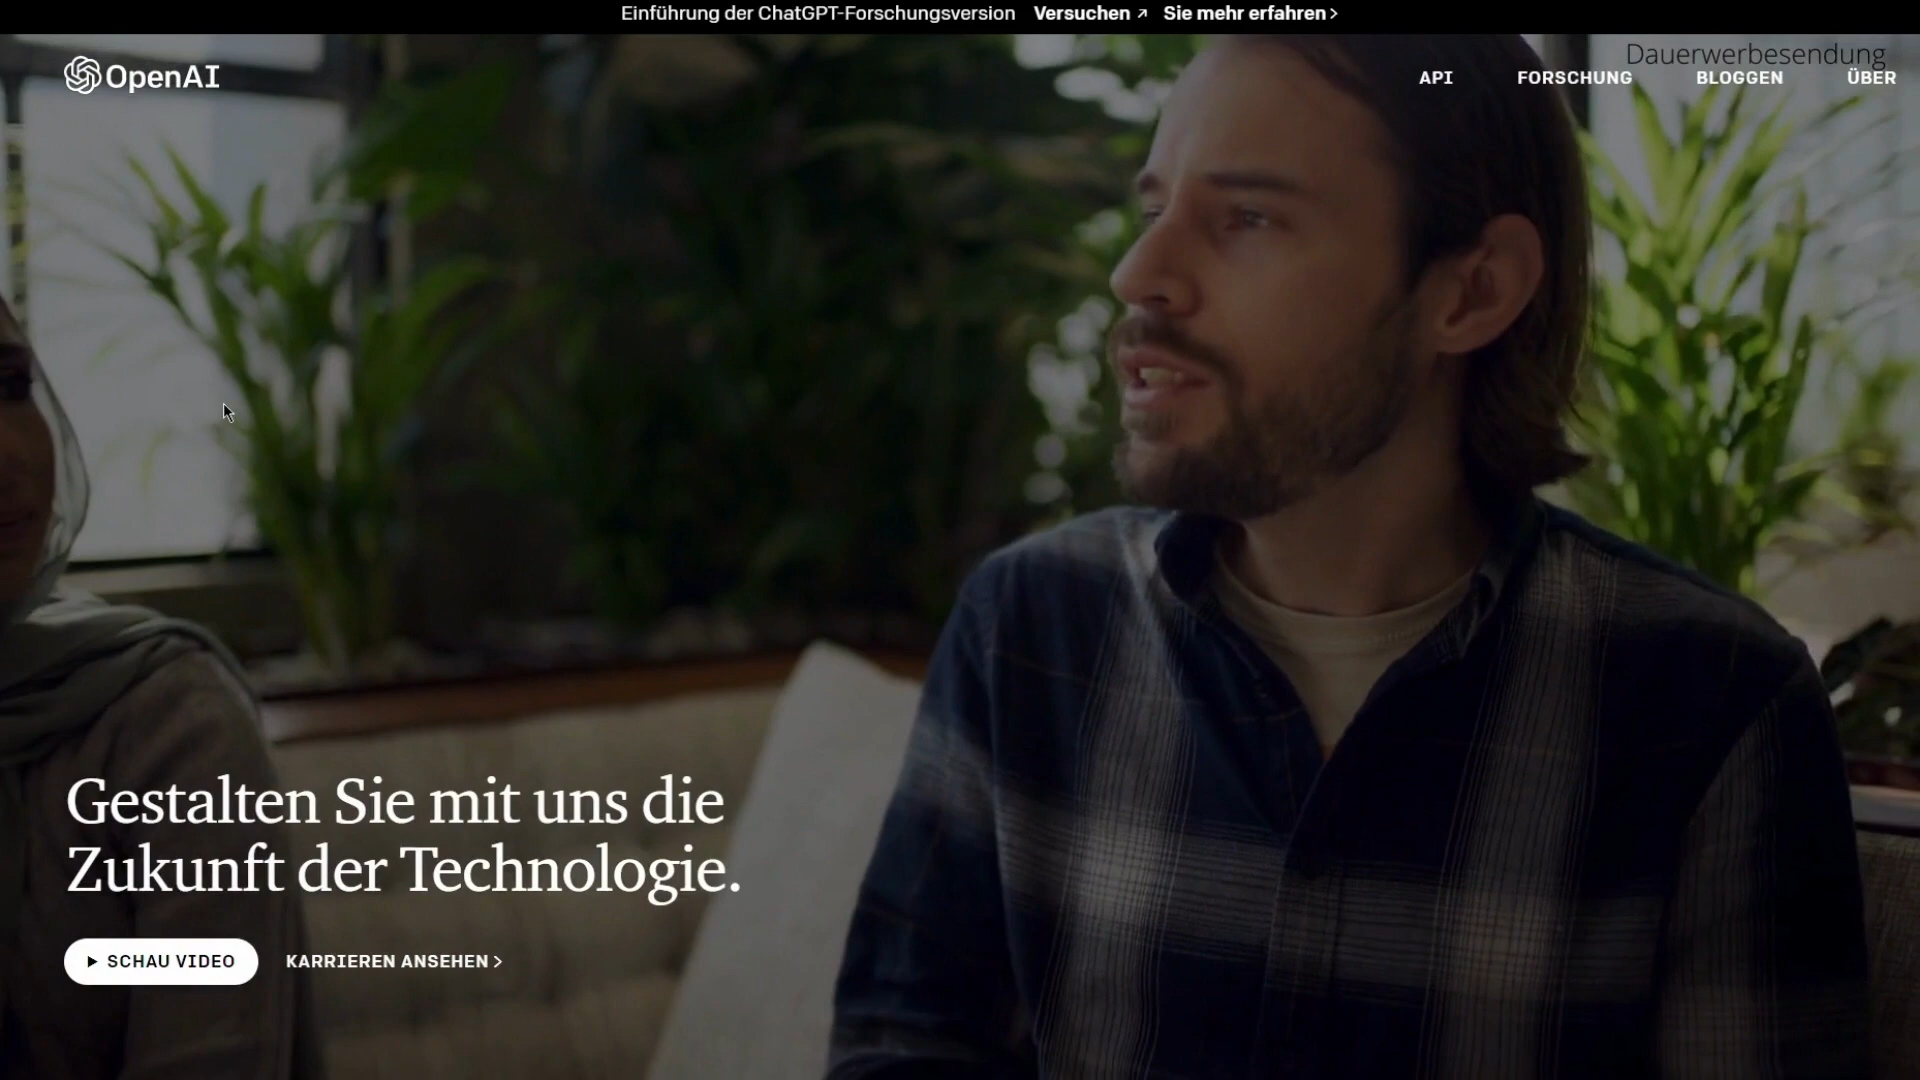 Einführung der ChatGPT-Forschungsversion Versuchen ↗ Sie mehr erfahren >
Dauerwerbesendung
OpenAI
API FORSCHUNG BLOGGEN ÜBER
Gestalten Sie mit uns die
Zukunft der Technologie.
SCHAU VIDEO KARRIEREN ANSEHEN >